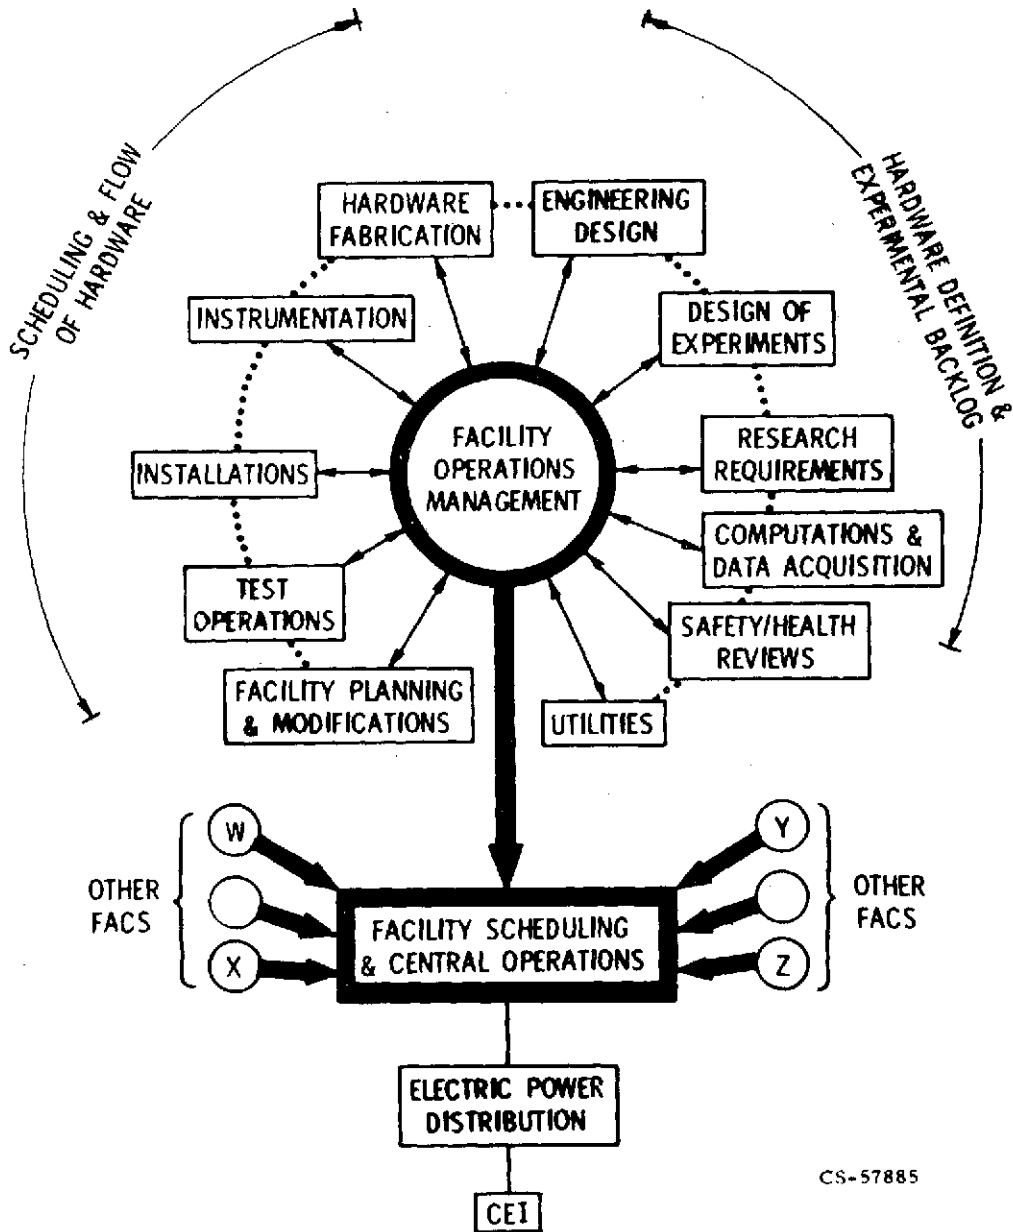 SCHEDULING & FLOW
OF HARDWARE
HARDWARE DEFINITION &
EXPERIMENTAL BACKLOG
HARDWARE
FABRICATION
ENGINEERING
DESIGN
INSTRUMENTATION
DESIGN OF
EXPERIMENTS
FACILITY
OPERATIONS
MANAGEMENT
INSTALLATIONS
RESEARCH
REQUIREMENTS
COMPUTATIONS &
DATA ACQUISITION
TEST
OPERATIONS
SAFETY/HEALTH
REVIEWS
FACILITY PLANNING
& MODIFICATIONS
UTILITIES
W
X
OTHER
FACS
Y
Z
OTHER
FACS
FACILITY SCHEDULING
& CENTRAL OPERATIONS
ELECTRIC POWER
DISTRIBUTION
CEI
CS-57885